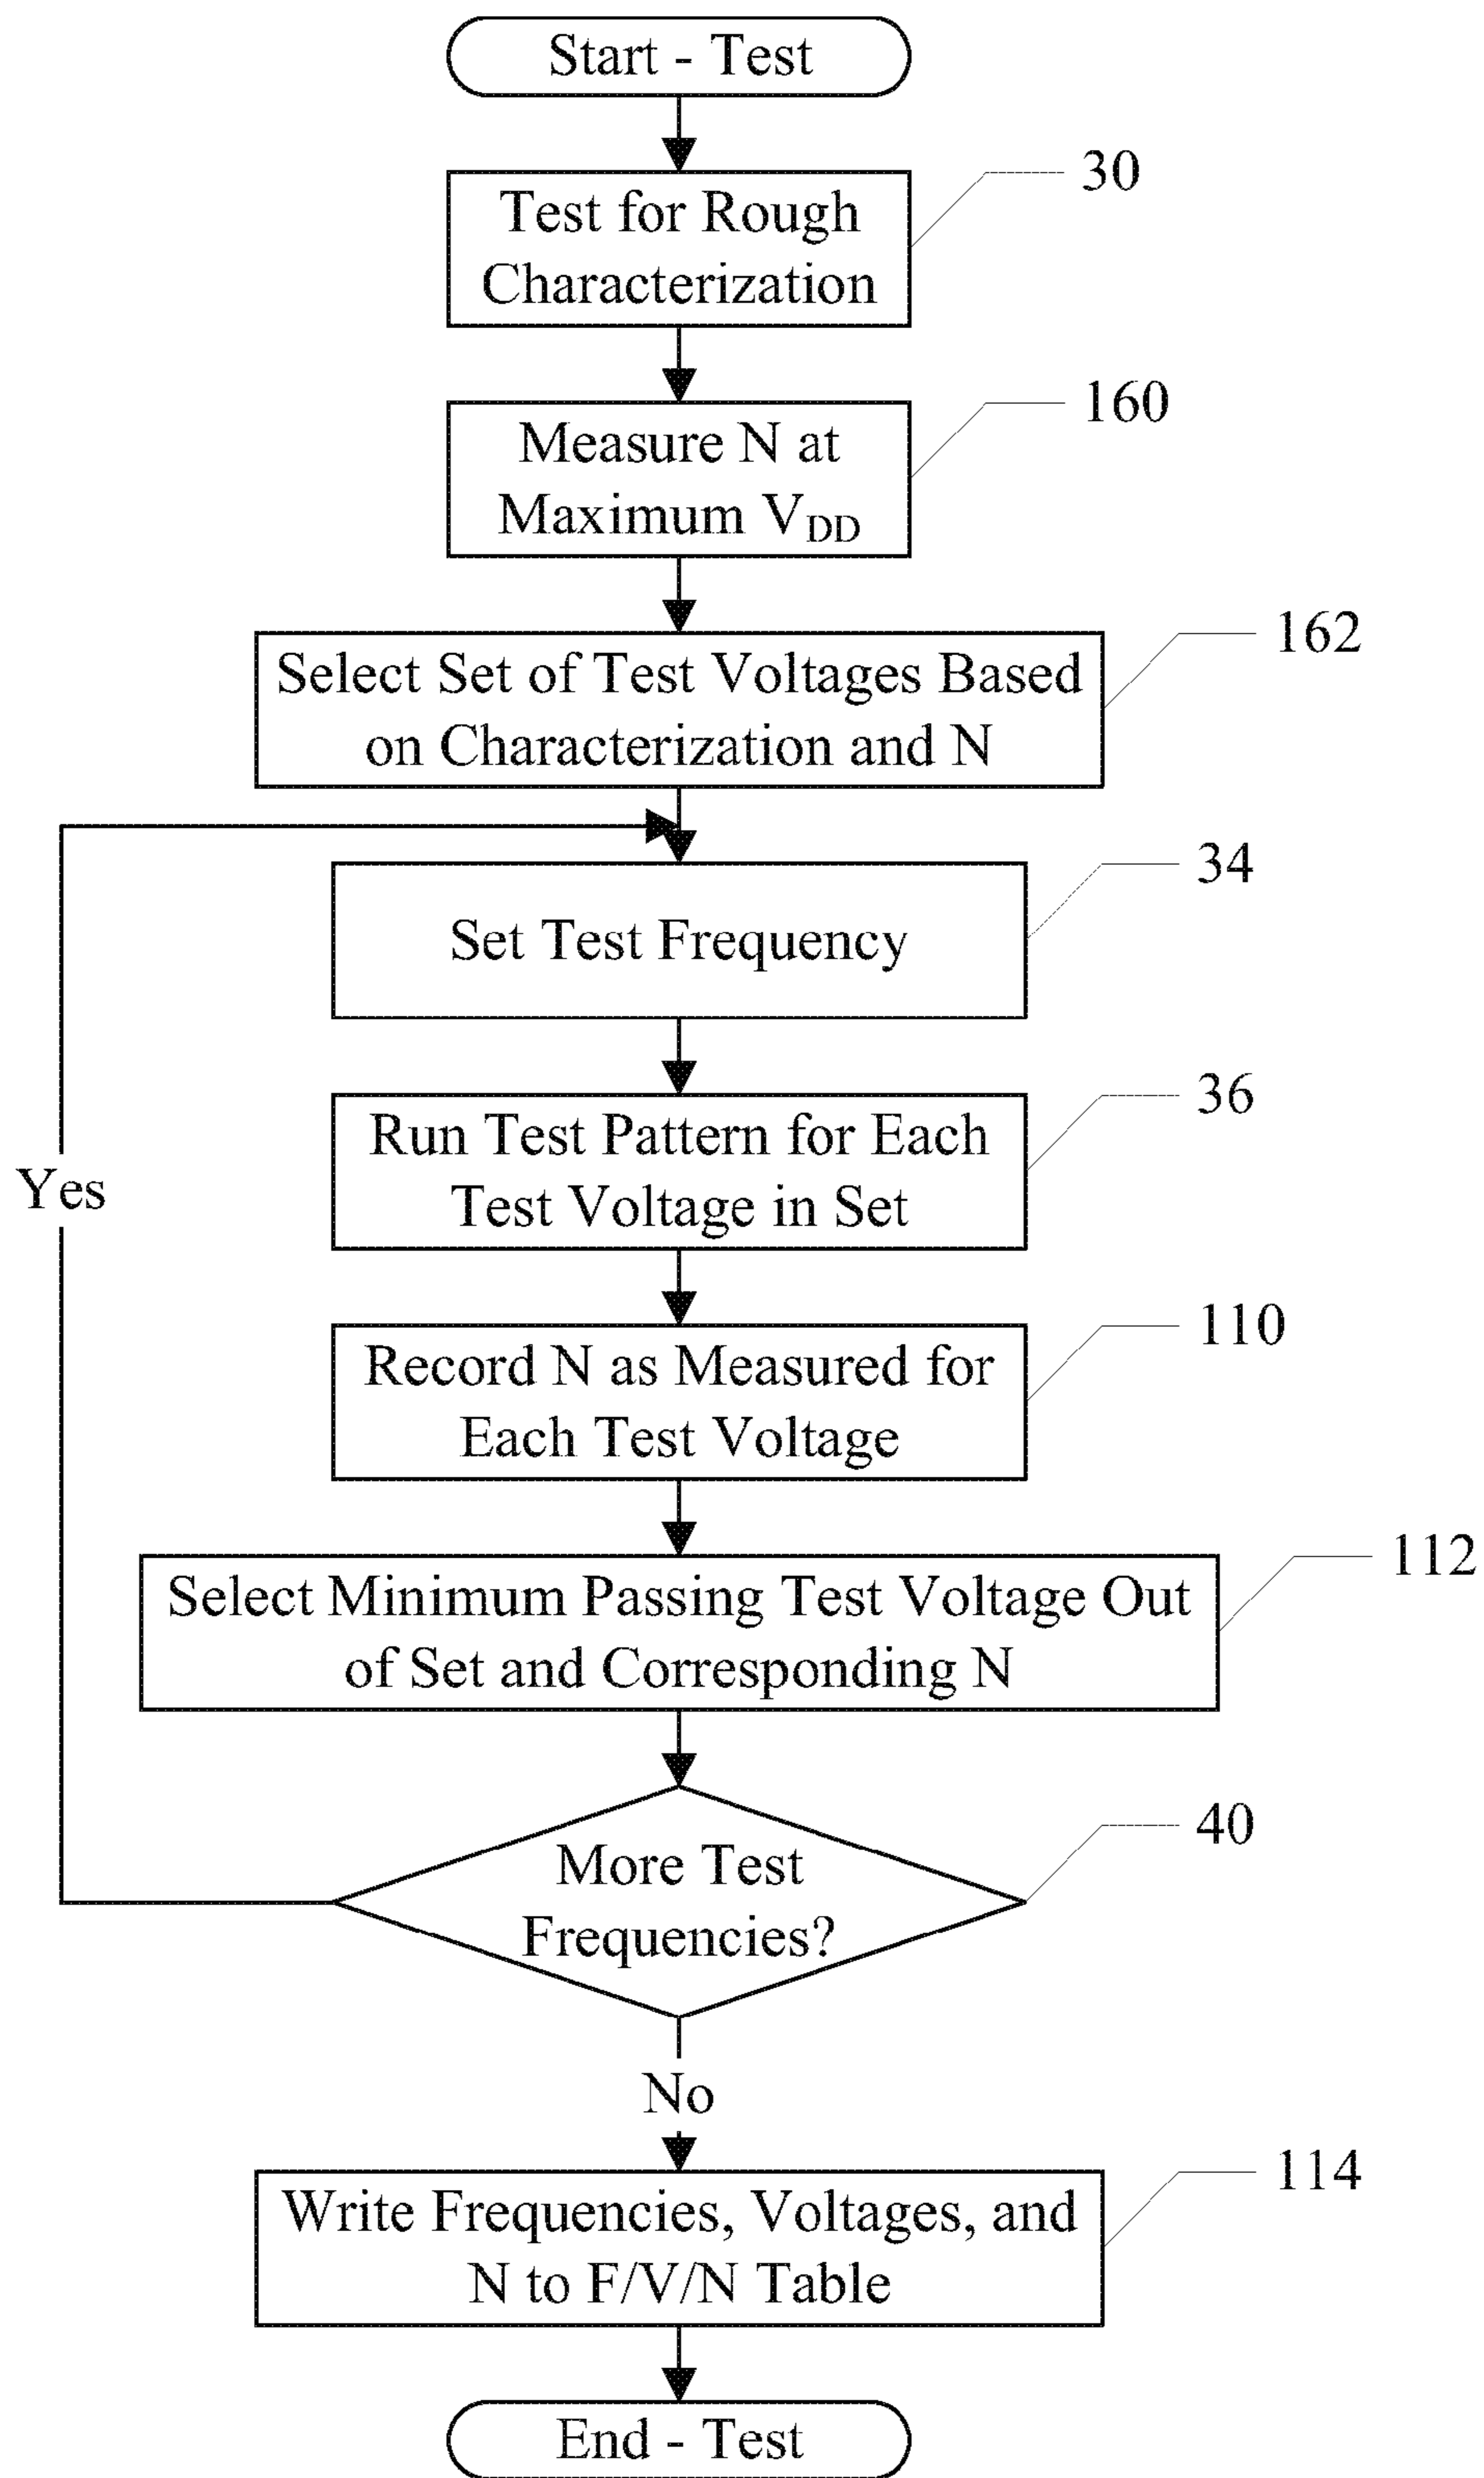 Start - Test
30
Test for Rough
Characterization
160
Measure N at
Maximum VDD
162
Select Set of Test Voltages Based
on Characterization and N
34
Set Test Frequency
36
Run Test Pattern for Each
Test Voltage in Set
Yes
110
Record N as Measured for
Each Test Voltage
112
Select Minimum Passing Test Voltage Out
of Set and Corresponding N
40
More Test
Frequencies?
No
114
Write Frequencies, Voltages, and
N to F/V/N Table
End - Test